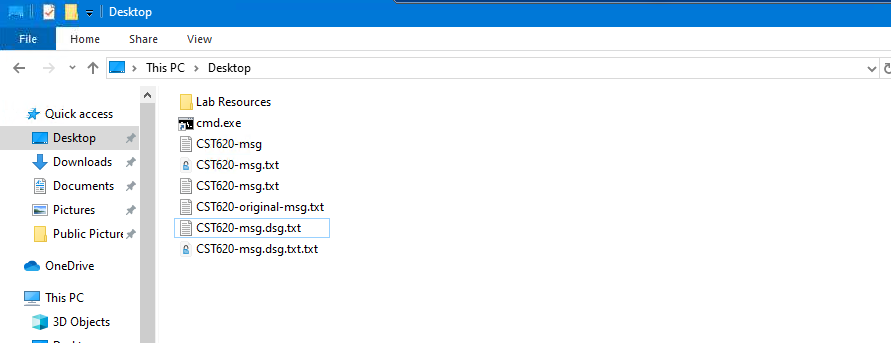 Desktop
File Home Share View
This PC Desktop
Quick access
Desktop
Downloads
Documents
Pictures
Public Picture
OneDrive
This PC
3D Objects
Lab Resources
cmd.exe
CST620-msg
CST620-msg.txt
CST620-msg.txt
CST620-original-msg.txt
CST620-msg.dsg.txt
CST620-msg.dsg.txt.txt